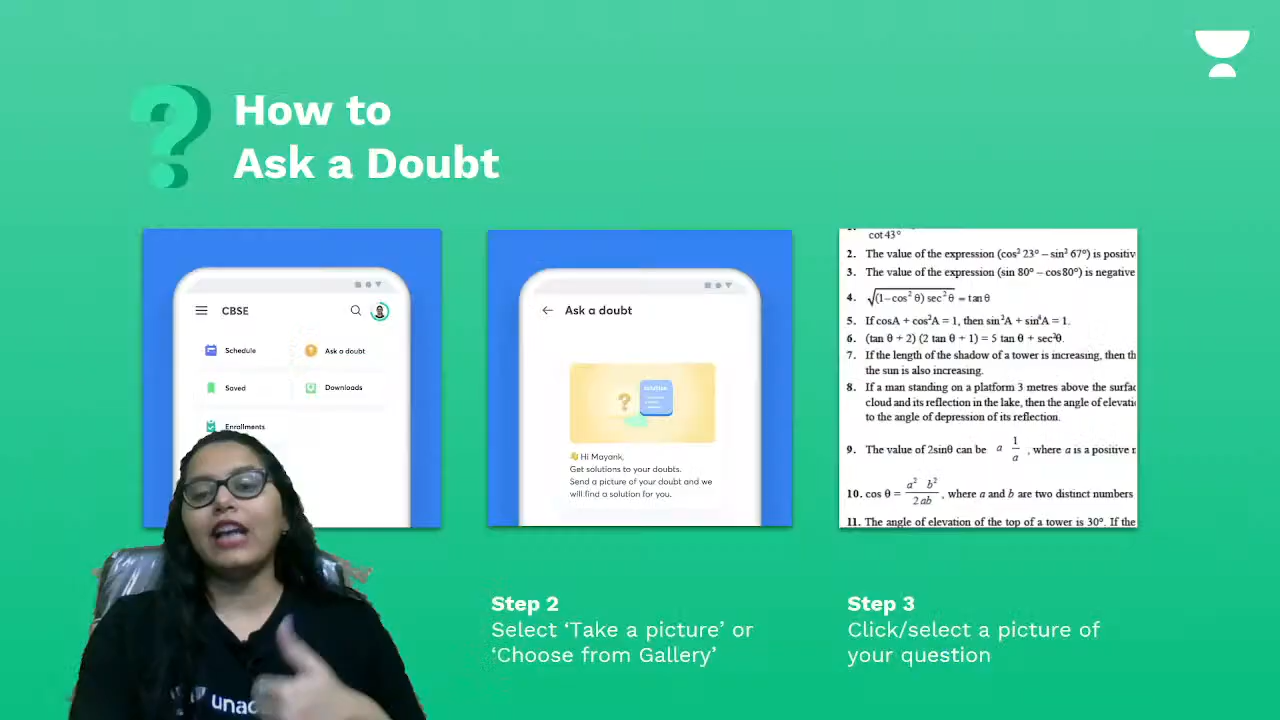 How to
Ask a Doubt
CBSE
Schedule
Ask a doubt
Saved
Downloads
Enrollments
Ask a doubt
solution
👋 Hi Mayank,
Get solutions to your doubts.
Send a picture of your doubt and we
will find a solution for you.
cot 43°
2. The value of the expression (cos² 23° – sin² 67°) is positiv
3. The value of the expression (sin 80° – cos 80°) is negative
4. √(1–cos² θ) sec² θ = tan θ
5. If cosA + cos²A = 1, then sin²A + sin⁴A = 1.
6. (tan θ + 2) (2 tan θ + 1) = 5 tan θ + sec²θ.
7. If the length of the shadow of a tower is increasing, then th
the sun is also increasing.
8. If a man standing on a platform 3 metres above the surfac
cloud and its reflection in the lake, then the angle of elevati
to the angle of depression of its reflection.
9. The value of 2sinθ can be a 1/a , where a is a positive
10. cos θ = a² b²/2ab , where a and b are two distinct numbers
11. The angle of elevation of the top of a tower is 30°. If the
Step 2
Select ‘Take a picture’ or
‘Choose from Gallery’
Step 3
Click/select a picture of
your question
unac